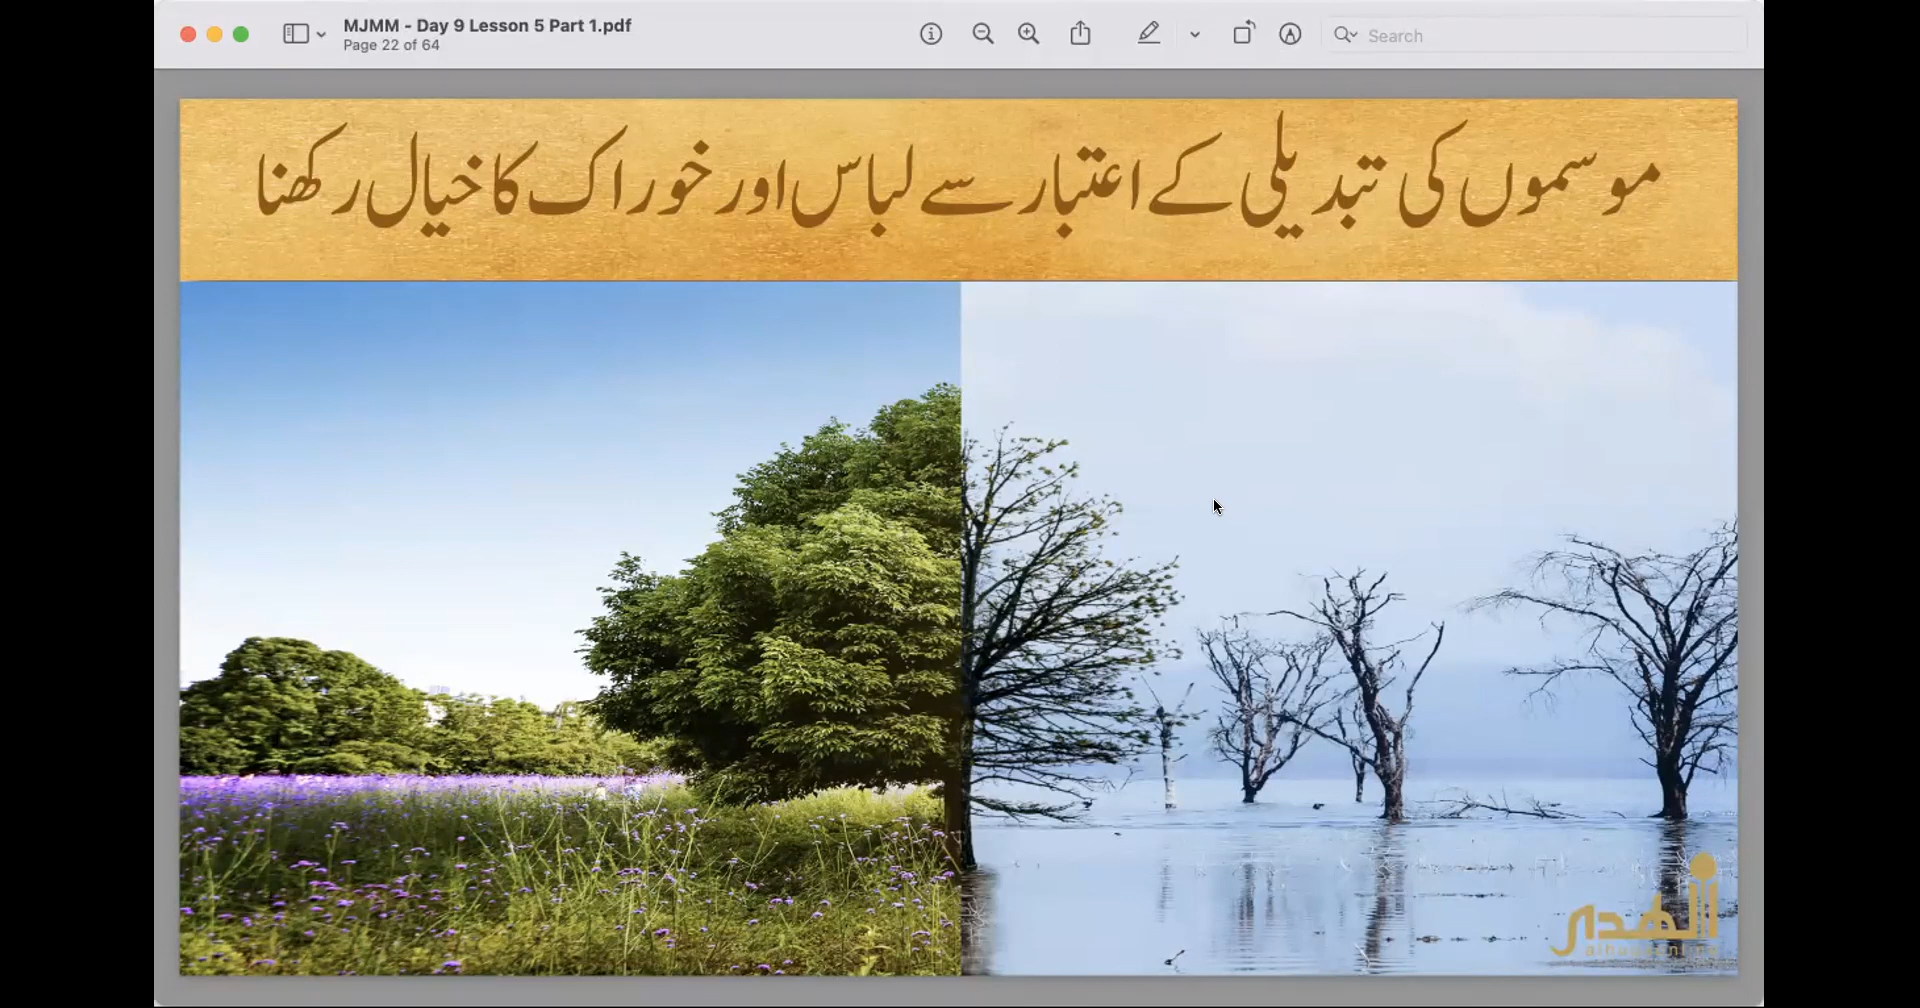 MJMM - Day 9 Lesson 5 Part 1.pdf
Page 22 of 64
Search
موسموں کی تبدیلی کے اعتبار سے لباس اور خوراک کا خیال رکھنا
الهدى